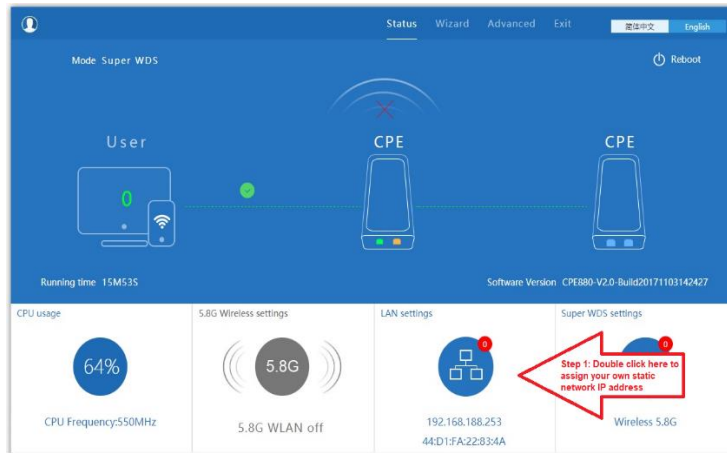 Status Wizard Advanced Exit 简体中文 English
Mode Super WDS
Reboot
User CPE CPE
0
Running time 15M53S
Software Version CPE880-V2.0-Build20171103142427
CPU usage
64%
CPU Frequency:550MHz
5.8G Wireless settings
5.8G
5.8G WLAN off
LAN settings
0
192.168.188.253
44:D1:FA:22:83:4A
Super WDS settings
0
Wireless 5.8G
Step 1: Double click here to
assign your own static
network IP address